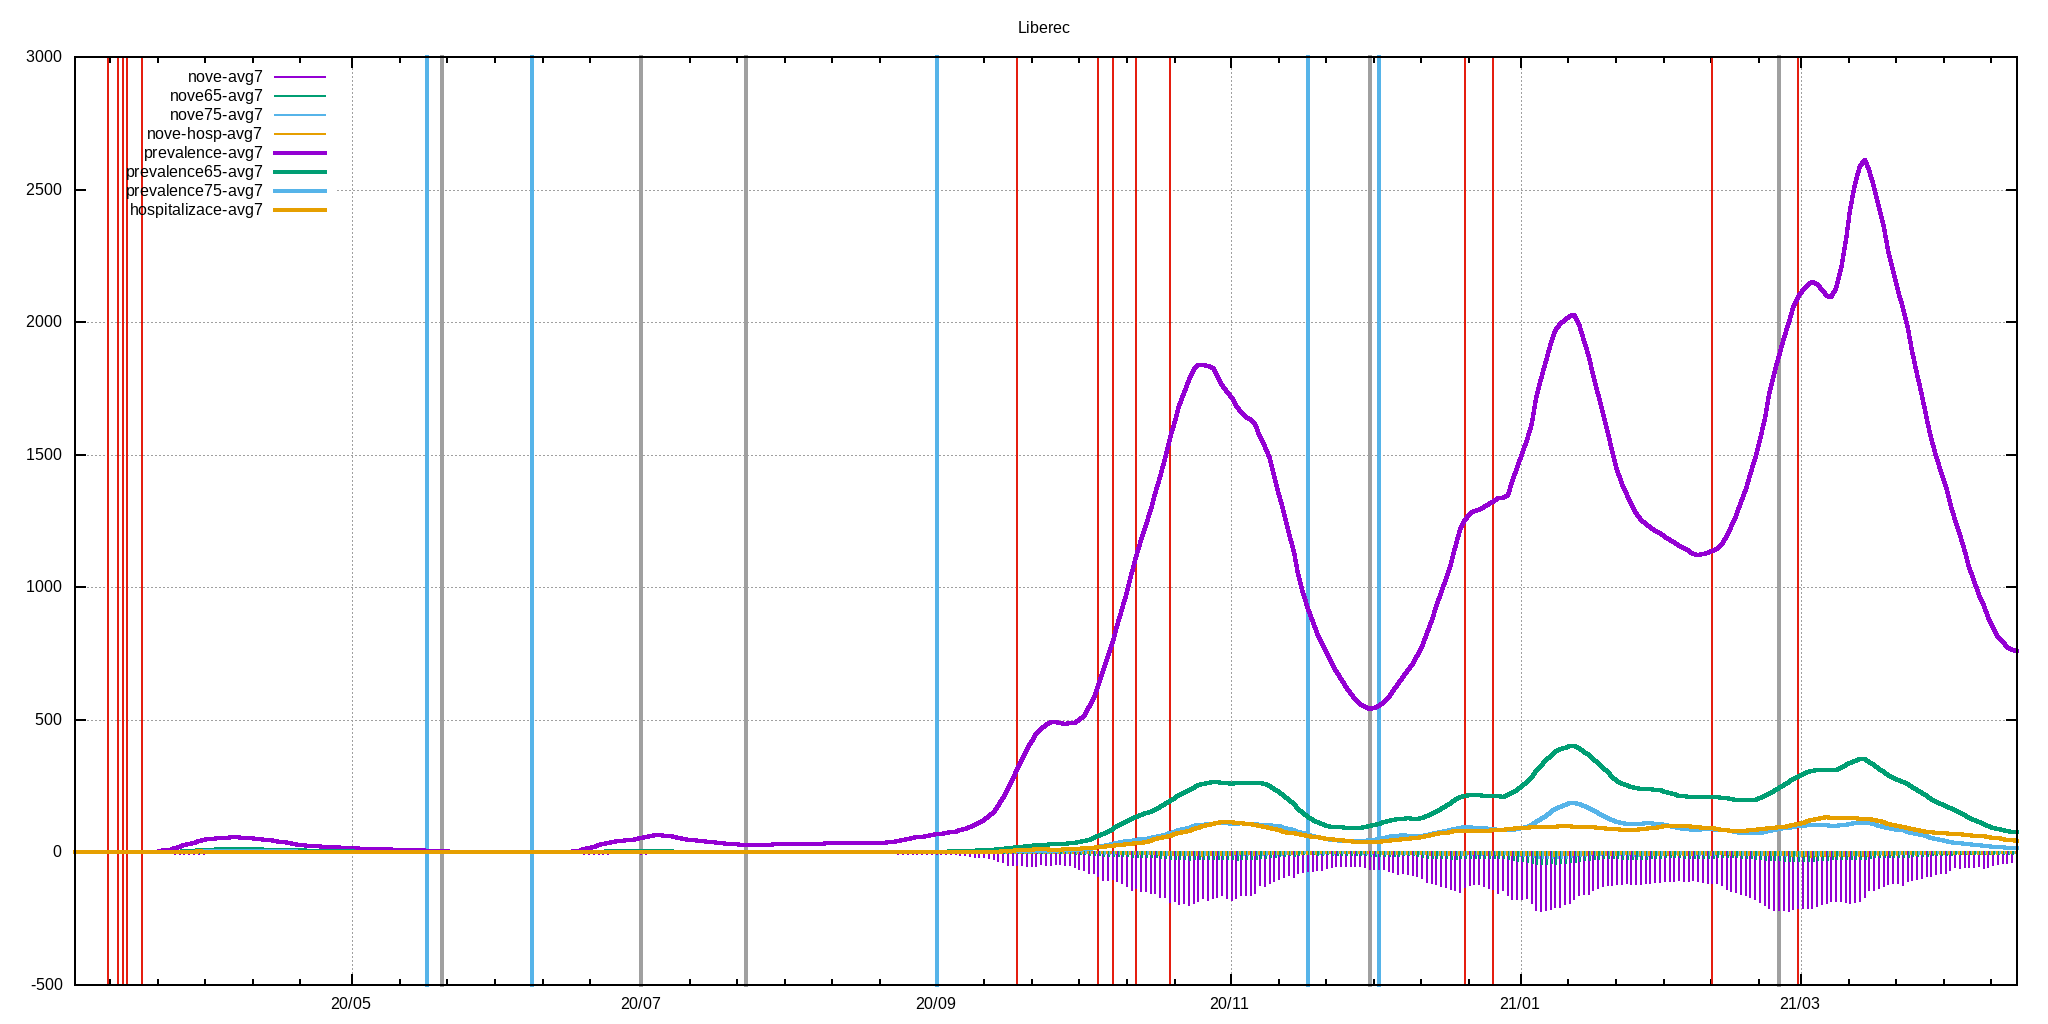 Liberec
3000
2500
2000
1500
1000
500
0
-500
nove-avg7
nove65-avg7
nove75-avg7
nove-hosp-avg7
prevalence-avg7
prevalence65-avg7
prevalence75-avg7
hospitalizace-avg7
20/05 20/07 20/09 20/11 21/01 21/03